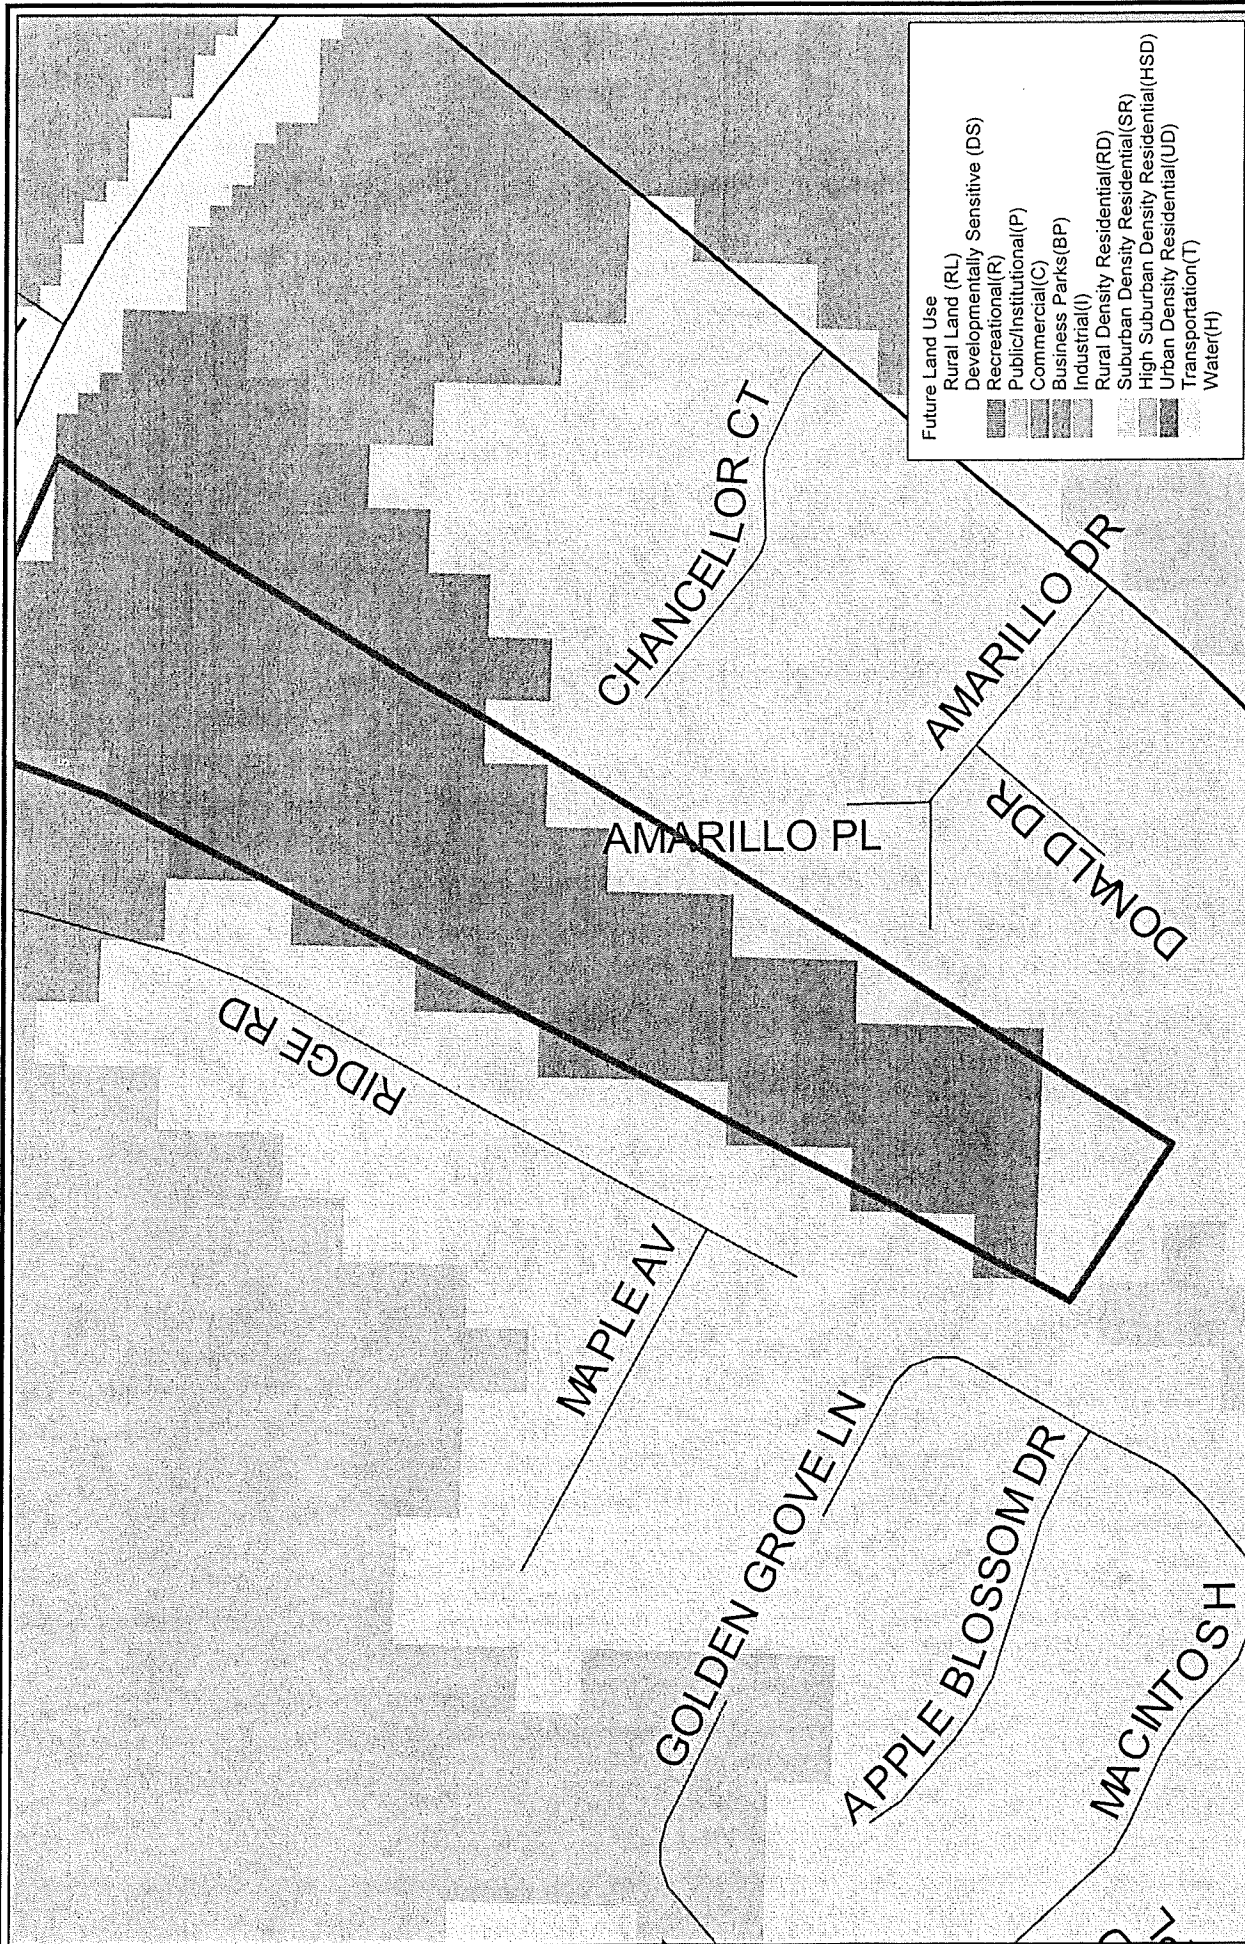 CHANCELLOR CT
AMARILLO DR
AMARILLO PL
DONALD DR
RIDGE RD
MAPLE AV
GOLDEN GROVE LN
APPLE BLOSSOM DR
MACINTOSH
Future Land Use
Rural Land (RL)
Developmentally Sensitive (DS)
Recreational(R)
Public/Institutional(P)
Commercial(C)
Business Parks(BP)
Industrial(I)
Rural Density Residential(RD)
Suburban Density Residential(SR)
High Suburban Density Residential(HSD)
Urban Density Residential(UD)
Transportation(T)
Water(H)